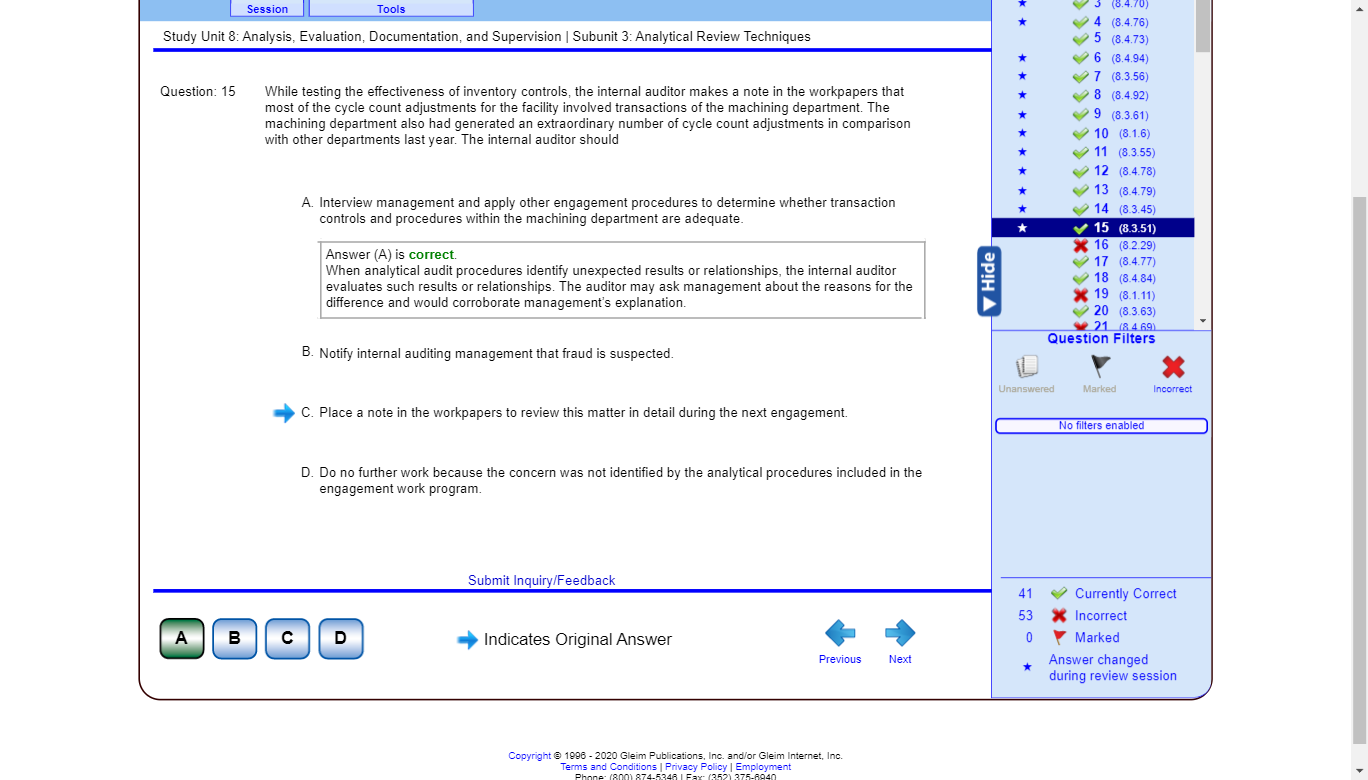 Session
Tools
Study Unit 8: Analysis, Evaluation, Documentation, and Supervision | Subunit 3: Analytical Review Techniques
Question: 15
While testing the effectiveness of inventory controls, the internal auditor makes a note in the workpapers that
most of the cycle count adjustments for the facility involved transactions of the machining department. The
machining department also had generated an extraordinary number of cycle count adjustments in comparison
with other departments last year. The internal auditor should
A. Interview management and apply other engagement procedures to determine whether transaction
controls and procedures within the machining department are adequate.
Answer (A) is correct.
When analytical audit procedures identify unexpected results or relationships, the internal auditor
evaluates such results or relationships. The auditor may ask management about the reasons for the
difference and would corroborate management's explanation.
B. Notify internal auditing management that fraud is suspected.
C. Place a note in the workpapers to review this matter in detail during the next engagement.
D. Do no further work because the concern was not identified by the analytical procedures included in the
engagement work program.
Submit Inquiry/Feedback
A
B
C
D
Indicates Original Answer
Previous
Next
3 (8.4.70)
4 (8.4.76)
5 (8.4.73)
6 (8.4.94)
7 (8.3.56)
8 (8.4.92)
9 (8.3.61)
10 (8.1.6)
11 (8.3.55)
12 (8.4.78)
13 (8.4.79)
14 (8.3.45)
15 (8.3.51)
16 (8.2.29)
17 (8.4.77)
18 (8.4.84)
19 (8.1.11)
20 (8.3.63)
21 (8.4.69)
Hide
Question Filters
Unanswered
Marked
Incorrect
No filters enabled
41 Currently Correct
53 Incorrect
0 Marked
Answer changed
during review session
Copyright © 1996 - 2020 Gleim Publications, Inc. and/or Gleim Internet, Inc.
Terms and Conditions | Privacy Policy | Employment
Phone: (800) 874-5346 | Fax: (352) 375-6940